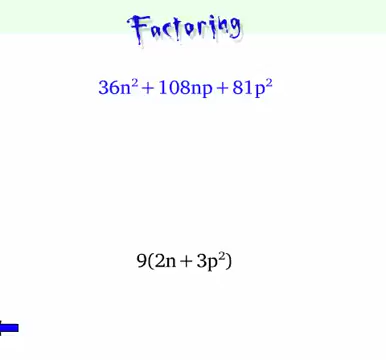 Factoring
36n² + 108np + 81p²
9(2n + 3p²)